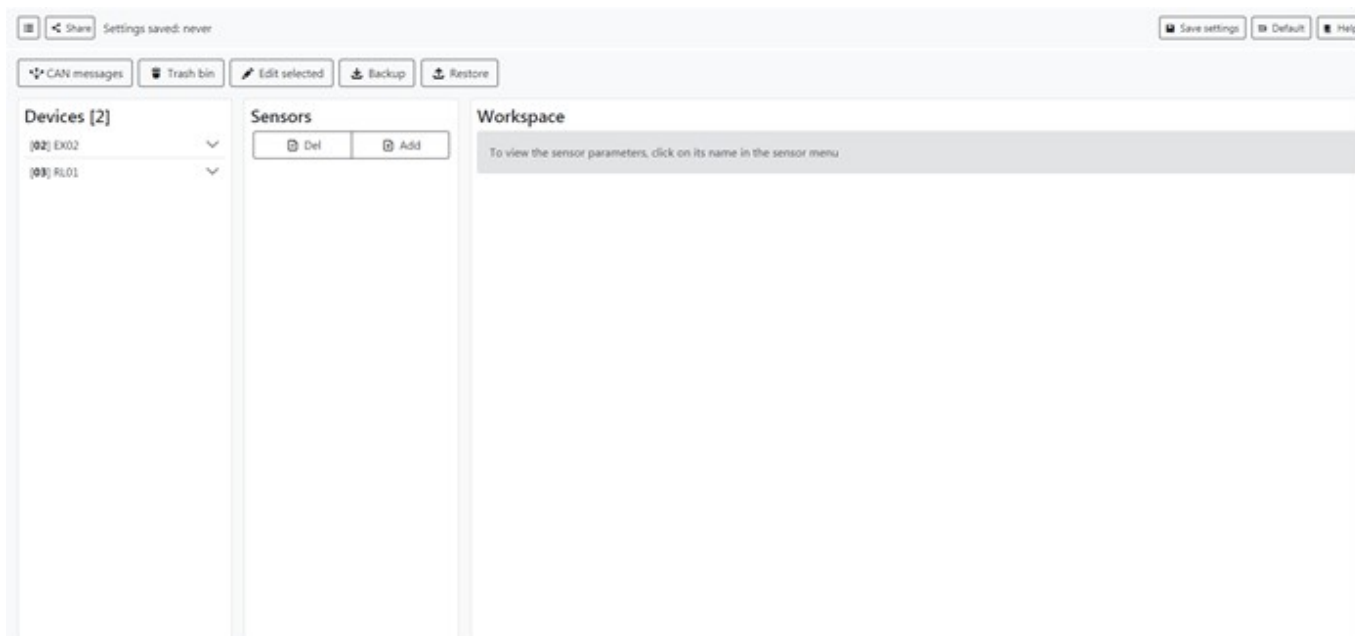 Share Settings saved: never Save settings Default Help
CAN messages Trash bin Edit selected Backup Restore
Devices [2]
[02] EX02
[03] RL01
Sensors
Del Add
Workspace
To view the sensor parameters, click on its name in the sensor menu